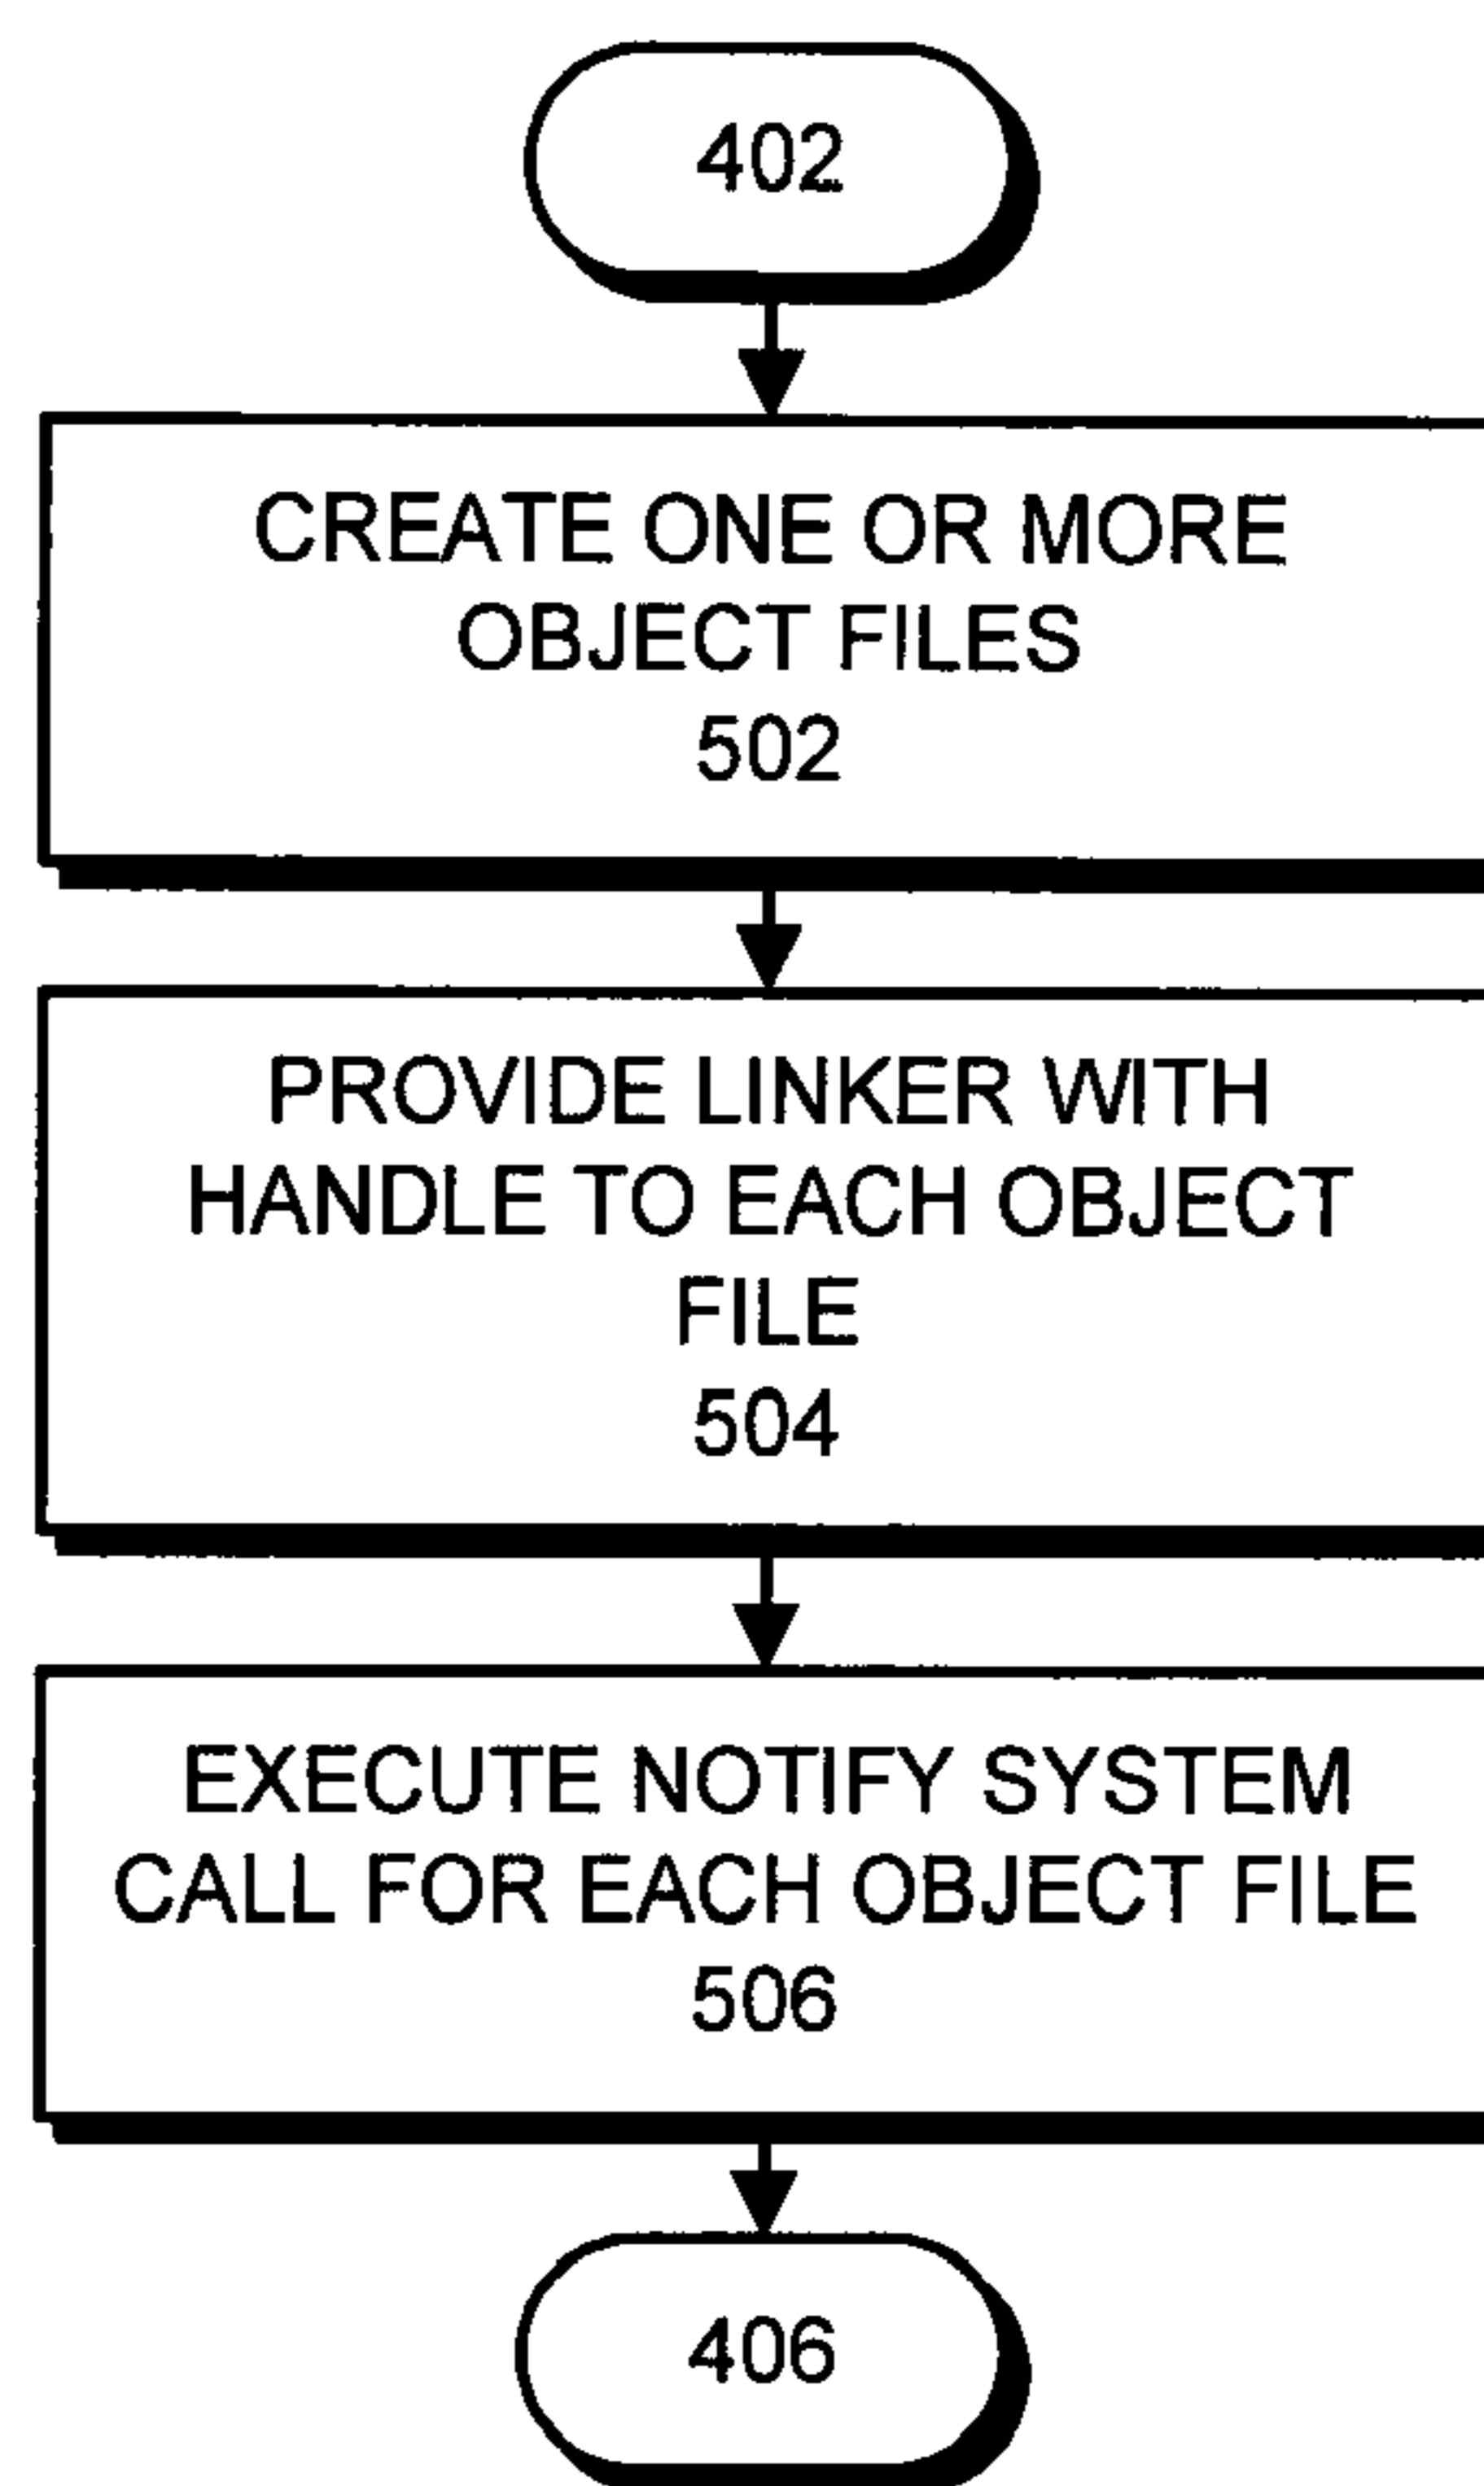 402
CREATE ONE OR MORE
OBJECT FILES
502
PROVIDE LINKER WITH
HANDLE TO EACH OBJECT
FILE
504
EXECUTE NOTIFY SYSTEM
CALL FOR EACH OBJECT FILE
506
406